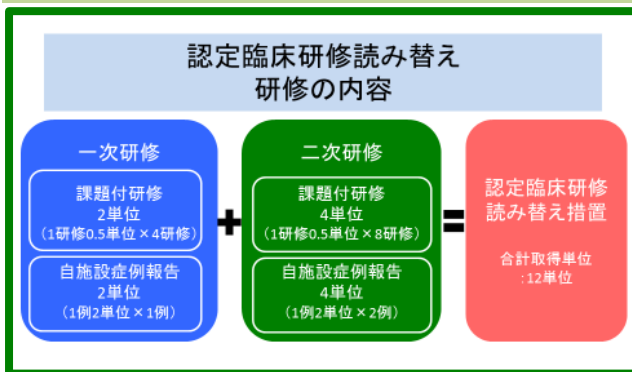 認定臨床研修読み替え
研修の内容
一次研修
課題付研修
2単位
(1研修0.5単位×4研修)
自施設症例報告
2単位
(1例2単位×1例)
+
二次研修
課題付研修
4単位
(1研修0.5単位×8研修)
自施設症例報告
4単位
(1例2単位×2例)
=
認定臨床研修
読み替え措置
合計取得単位
:12単位